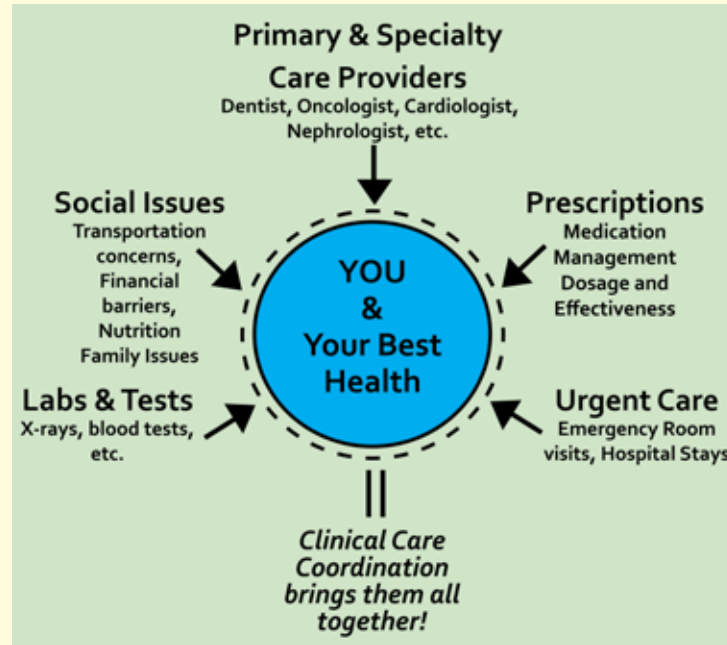 Primary & Specialty
Care Providers
Dentist, Oncologist, Cardiologist,
Nephrologist, etc.
Social Issues
Transportation
concerns,
Financial
barriers,
Nutrition
Family Issues
Prescriptions
Medication
Management
Dosage and
Effectiveness
YOU
&
Your Best
Health
Labs & Tests
X-rays, blood tests,
etc.
Urgent Care
Emergency Room
visits, Hospital Stays
Clinical Care
Coordination
brings them all
together!